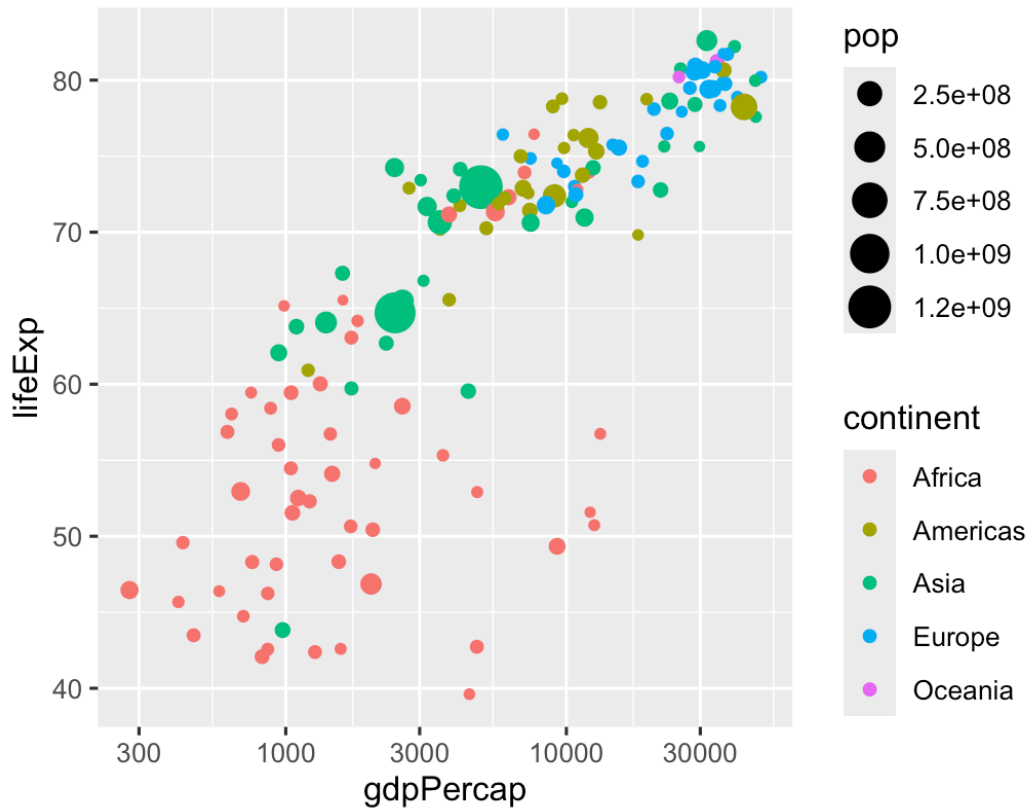 80
70
60
50
40
lifeExp
300
1000
3000
10000
30000
gdpPercap
pop
2.5e+08
5.0e+08
7.5e+08
1.0e+09
1.2e+09
continent
Africa
Americas
Asia
Europe
Oceania